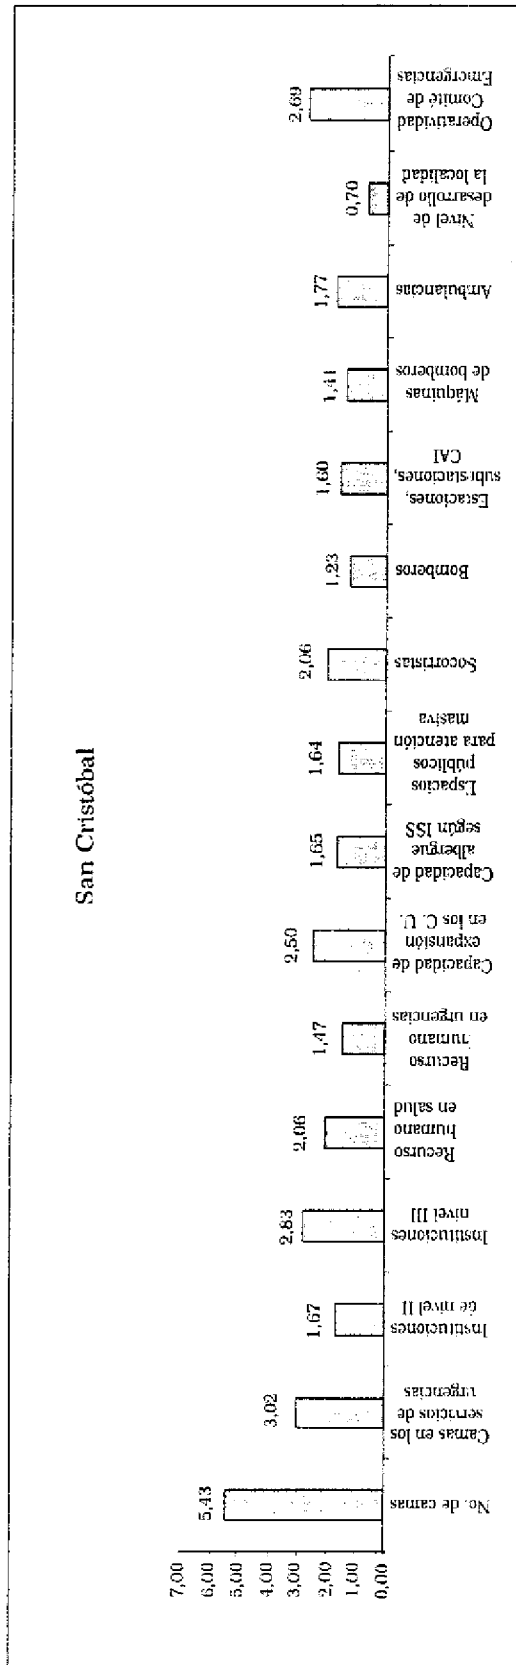 San Cristóbal
7,00
6,00
5,00
4,00
3,00
2,00
1,00
0,00
5,43
3,02
1,67
2,83
2,06
1,47
2,50
1,65
1,64
2,06
1,23
1,60
1,41
1,77
0,70
2,69
No. de camas
Camas en los
servicios de
urgencias
Instituciones
de nivel II
Instituciones
nivel III
Recurso
humano
en salud
Recurso
humano
en urgencias
Capacidad de
expansión
en los C. U.
Capacidad de
albergue
según ISS
Espacios
públicos
para atención
masiva
Socorristas
Bomberos
Estaciones,
subestaciones,
CAI
Máquinas
de bomberos
Ambulancias
Nivel de
desarrollo de
la localidad
Operatividad
Comité de
Emergencias